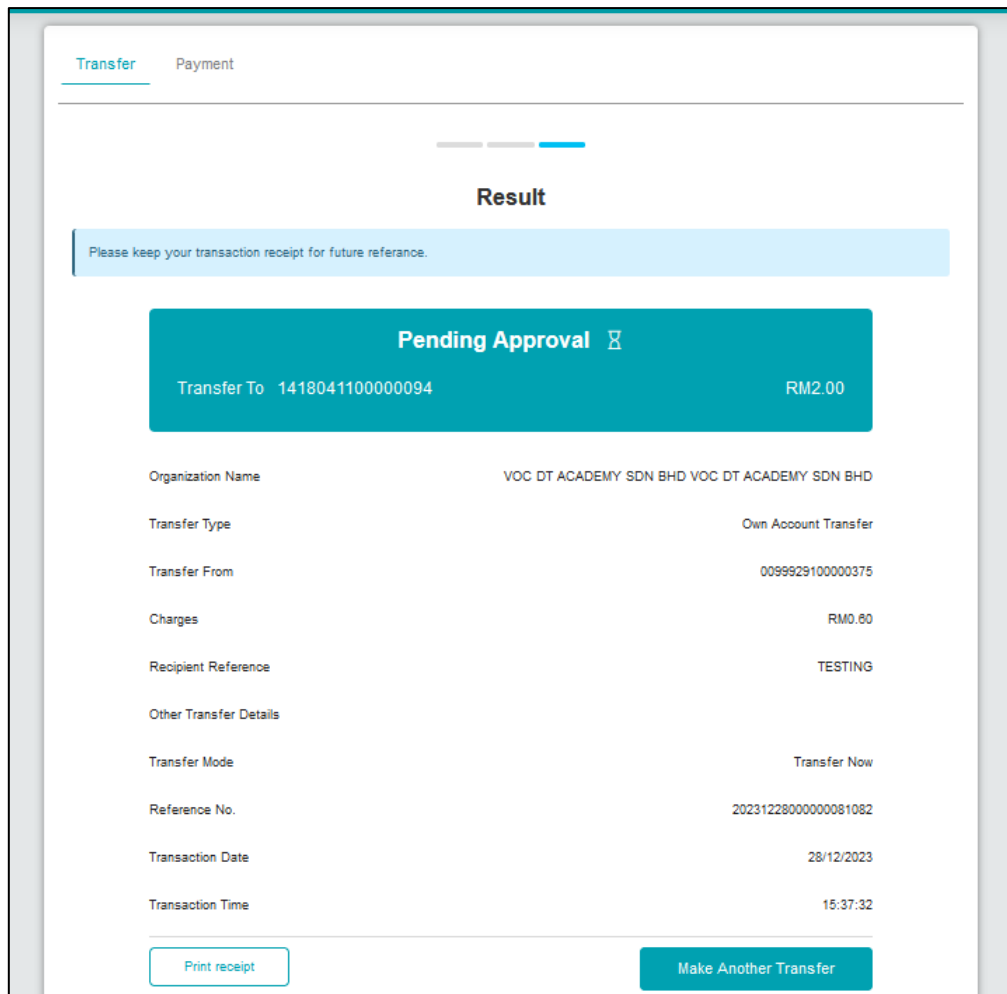 Transfer Payment
Result
Please keep your transaction receipt for future referance.
Pending Approval
Transfer To 1418041100000094 RM2.00
Organization Name VOC DT ACADEMY SDN BHD VOC DT ACADEMY SDN BHD
Transfer Type Own Account Transfer
Transfer From 0099929100000375
Charges RM0.60
Recipient Reference TESTING
Other Transfer Details
Transfer Mode Transfer Now
Reference No. 20231228000000081082
Transaction Date 28/12/2023
Transaction Time 15:37:32
Print receipt Make Another Transfer